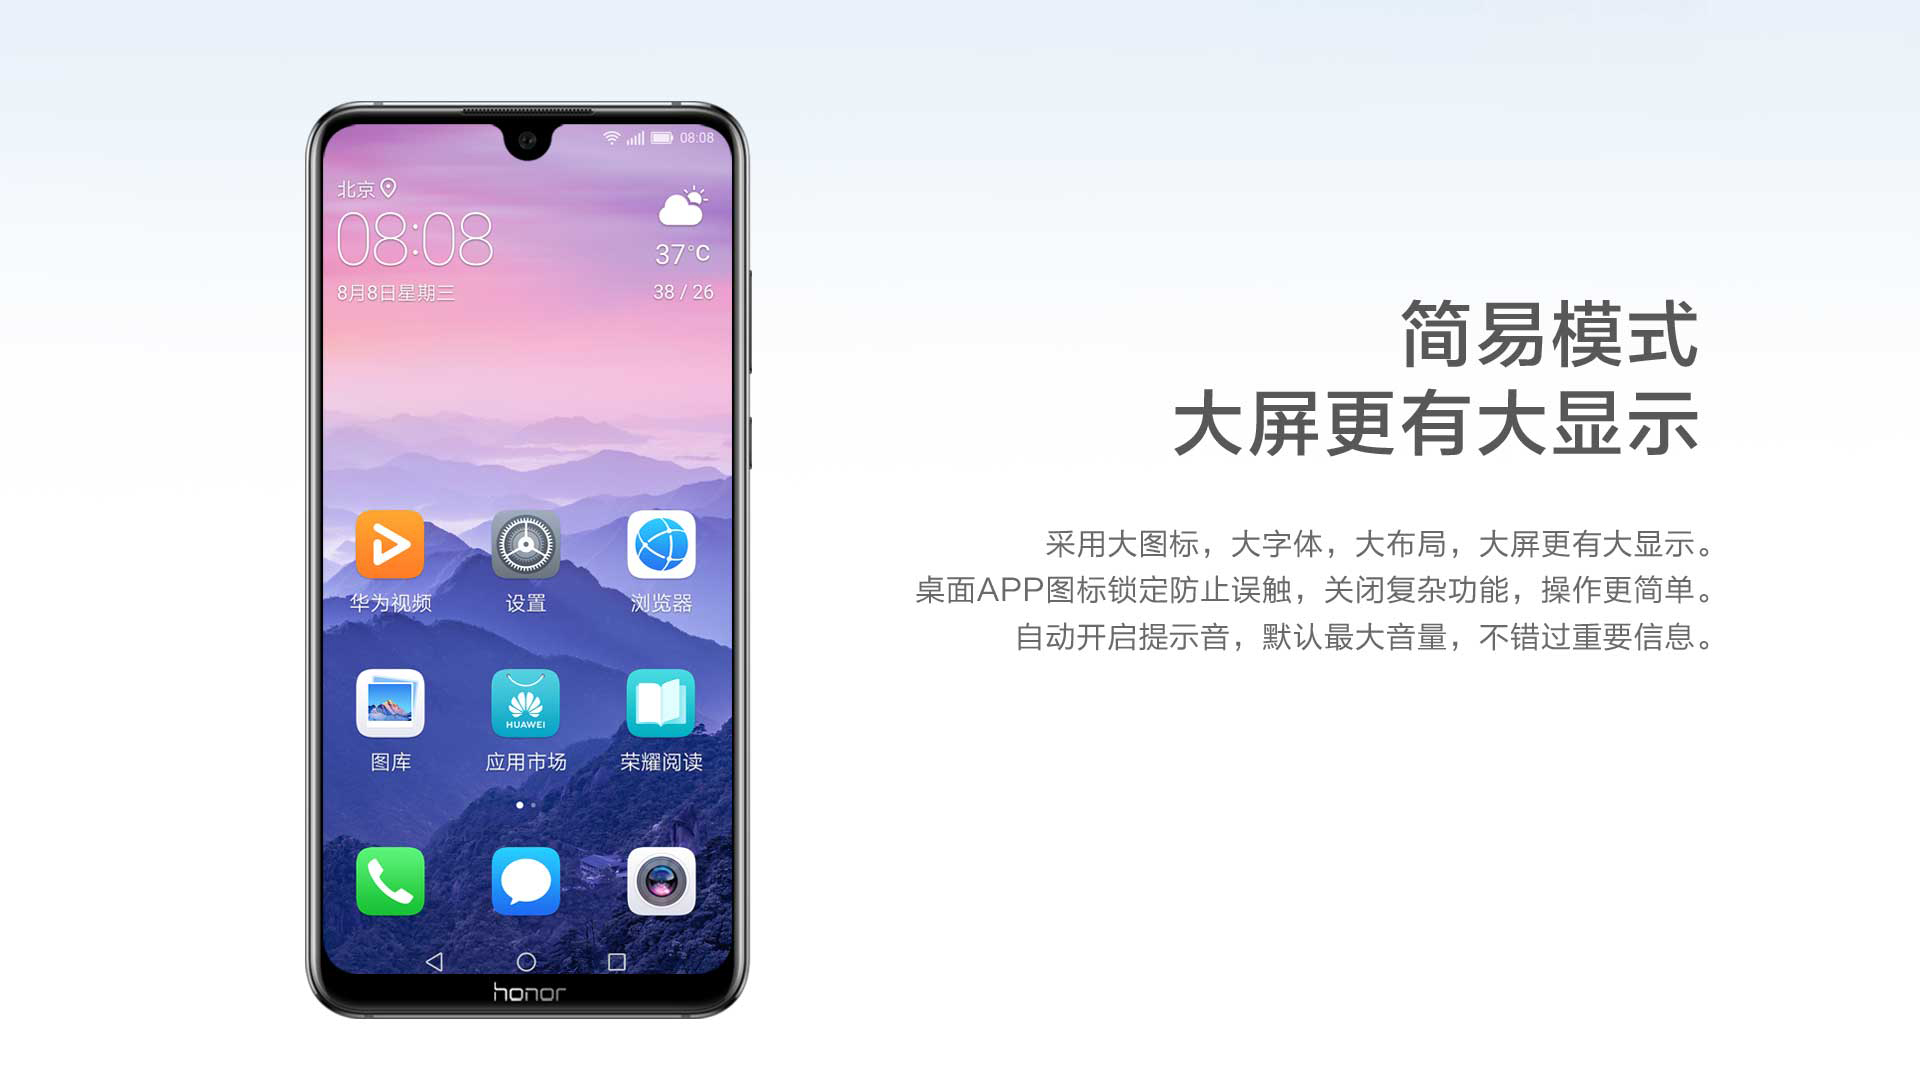 08:08
北京
08:08
37°C
8月8日星期三
38 / 26
简易模式
大屏更有大显示
采用大图标，大字体，大布局，大屏更有大显示。
桌面APP图标锁定防止误触，关闭复杂功能，操作更简单。
自动开启提示音，默认最大音量，不错过重要信息。
华为视频 设置 浏览器
HUAWEI
图库 应用市场 荣耀阅读
honor